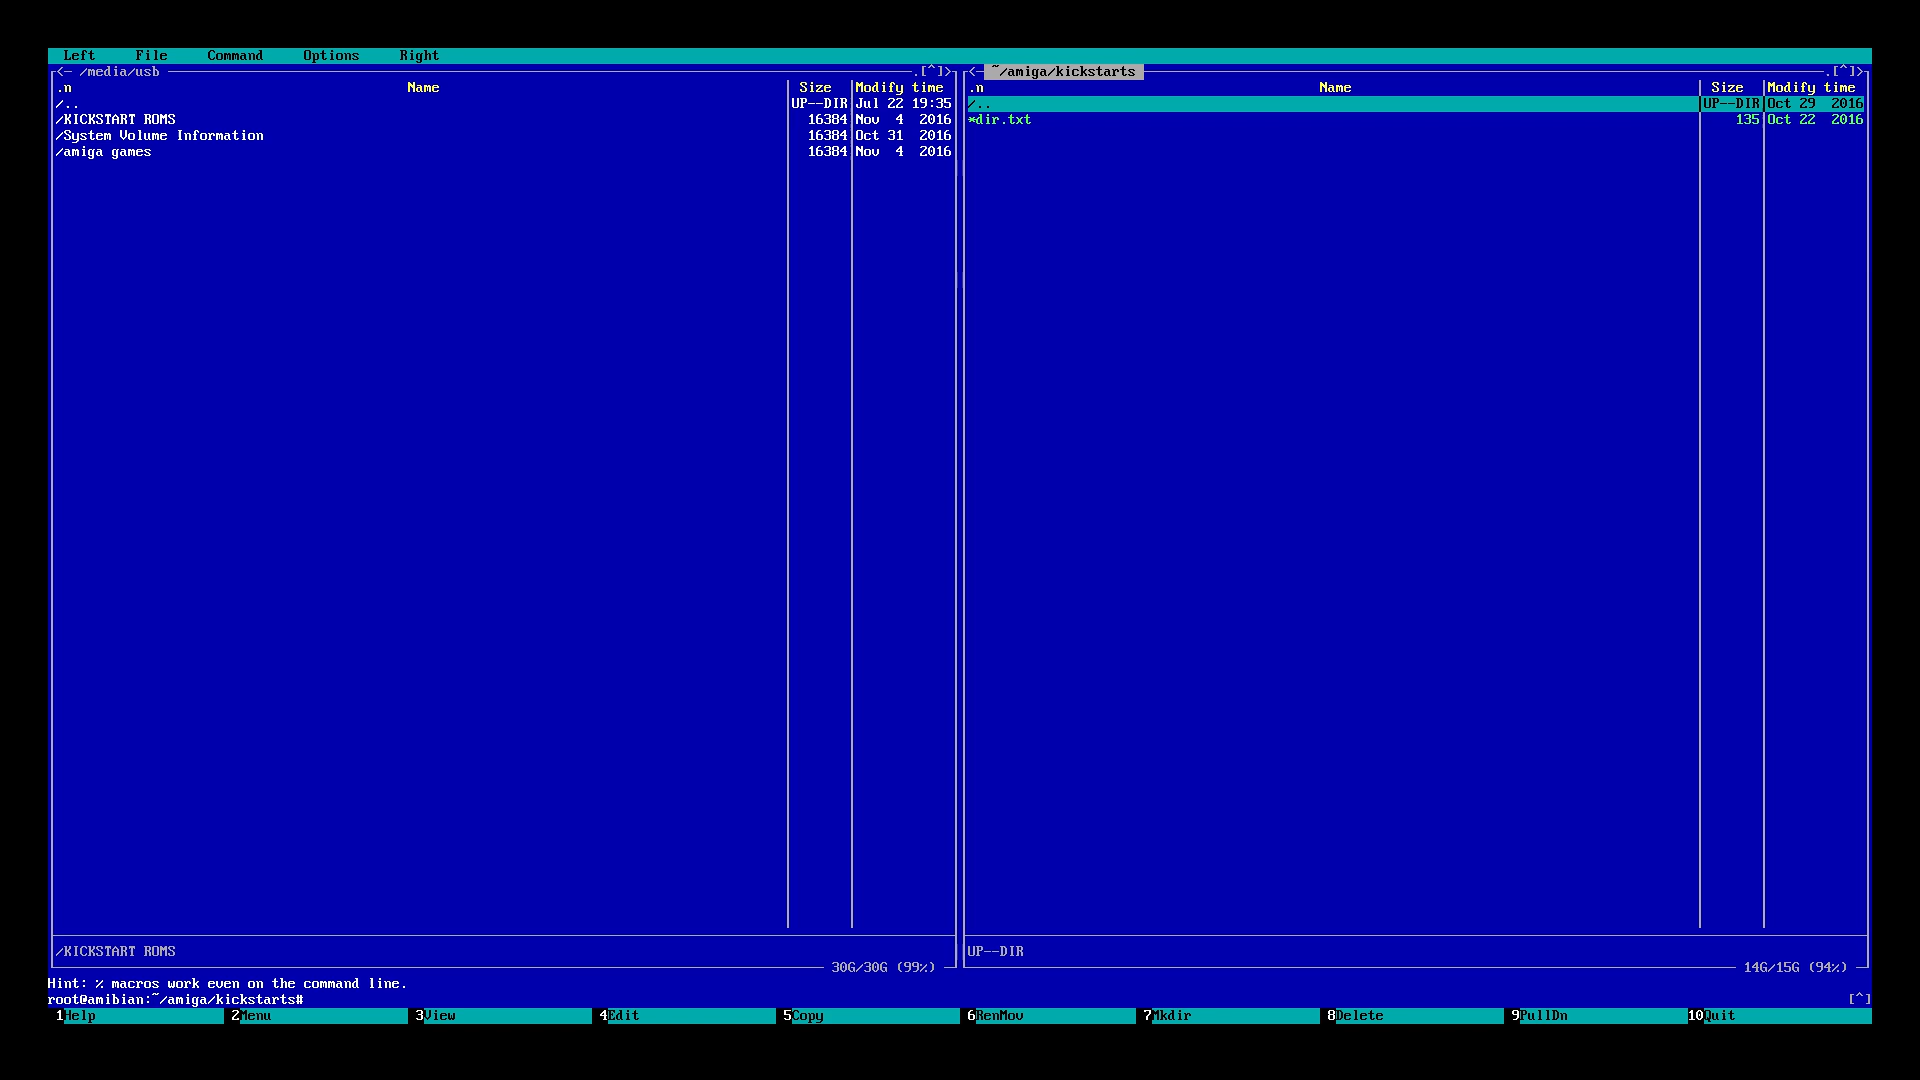 Left File Command Options Right
<─ /media/usb .[^]>
.n Name Size Modify time
/.. UP--DIR Jul 22 19:35
/KICKSTART ROMS 16384 Nov 4 2016
/System Volume Information 16384 Oct 31 2016
/amiga games 16384 Nov 4 2016
/KICKSTART ROMS
30G/30G (99%)
<─ ~/amiga/kickstarts .[^]>
.n Name Size Modify time
/.. UP--DIR Oct 29 2016
*dir.txt 135 Oct 22 2016
UP--DIR
14G/15G (94%)
Hint: % macros work even on the command line.
root@amibian:~/amiga/kickstarts# [^]
1Help 2Menu 3View 4Edit 5Copy 6RenMov 7Mkdir 8Delete 9PullDn 10Quit